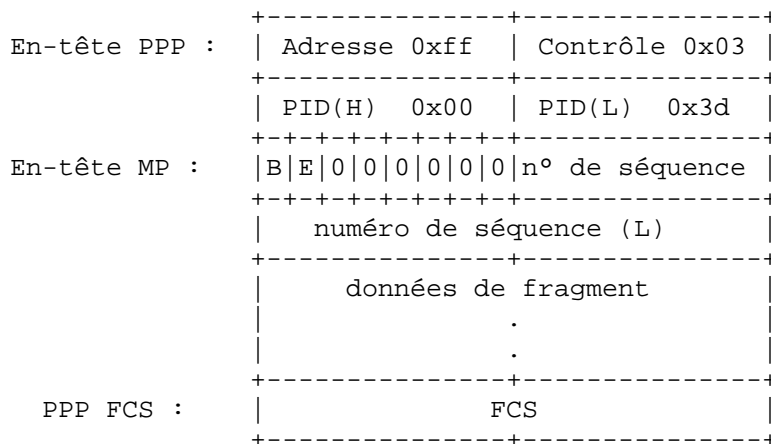 +---------------+---------------+
En-tête PPP : | Adresse 0xff | Contrôle 0x03 |
+---------------+---------------+
| PID(H) 0x00 | PID(L) 0x3d |
+-+-+-+-+-+-+-+-+---------------+
En-tête MP : |B|E|0|0|0|0|0|0|n° de séquence |
+-+-+-+-+-+-+-+-+---------------+
| numéro de séquence (L) |
+---------------+---------------+
| données de fragment |
| . |
| . |
+---------------+---------------+
PPP FCS : | FCS |
+---------------+---------------+